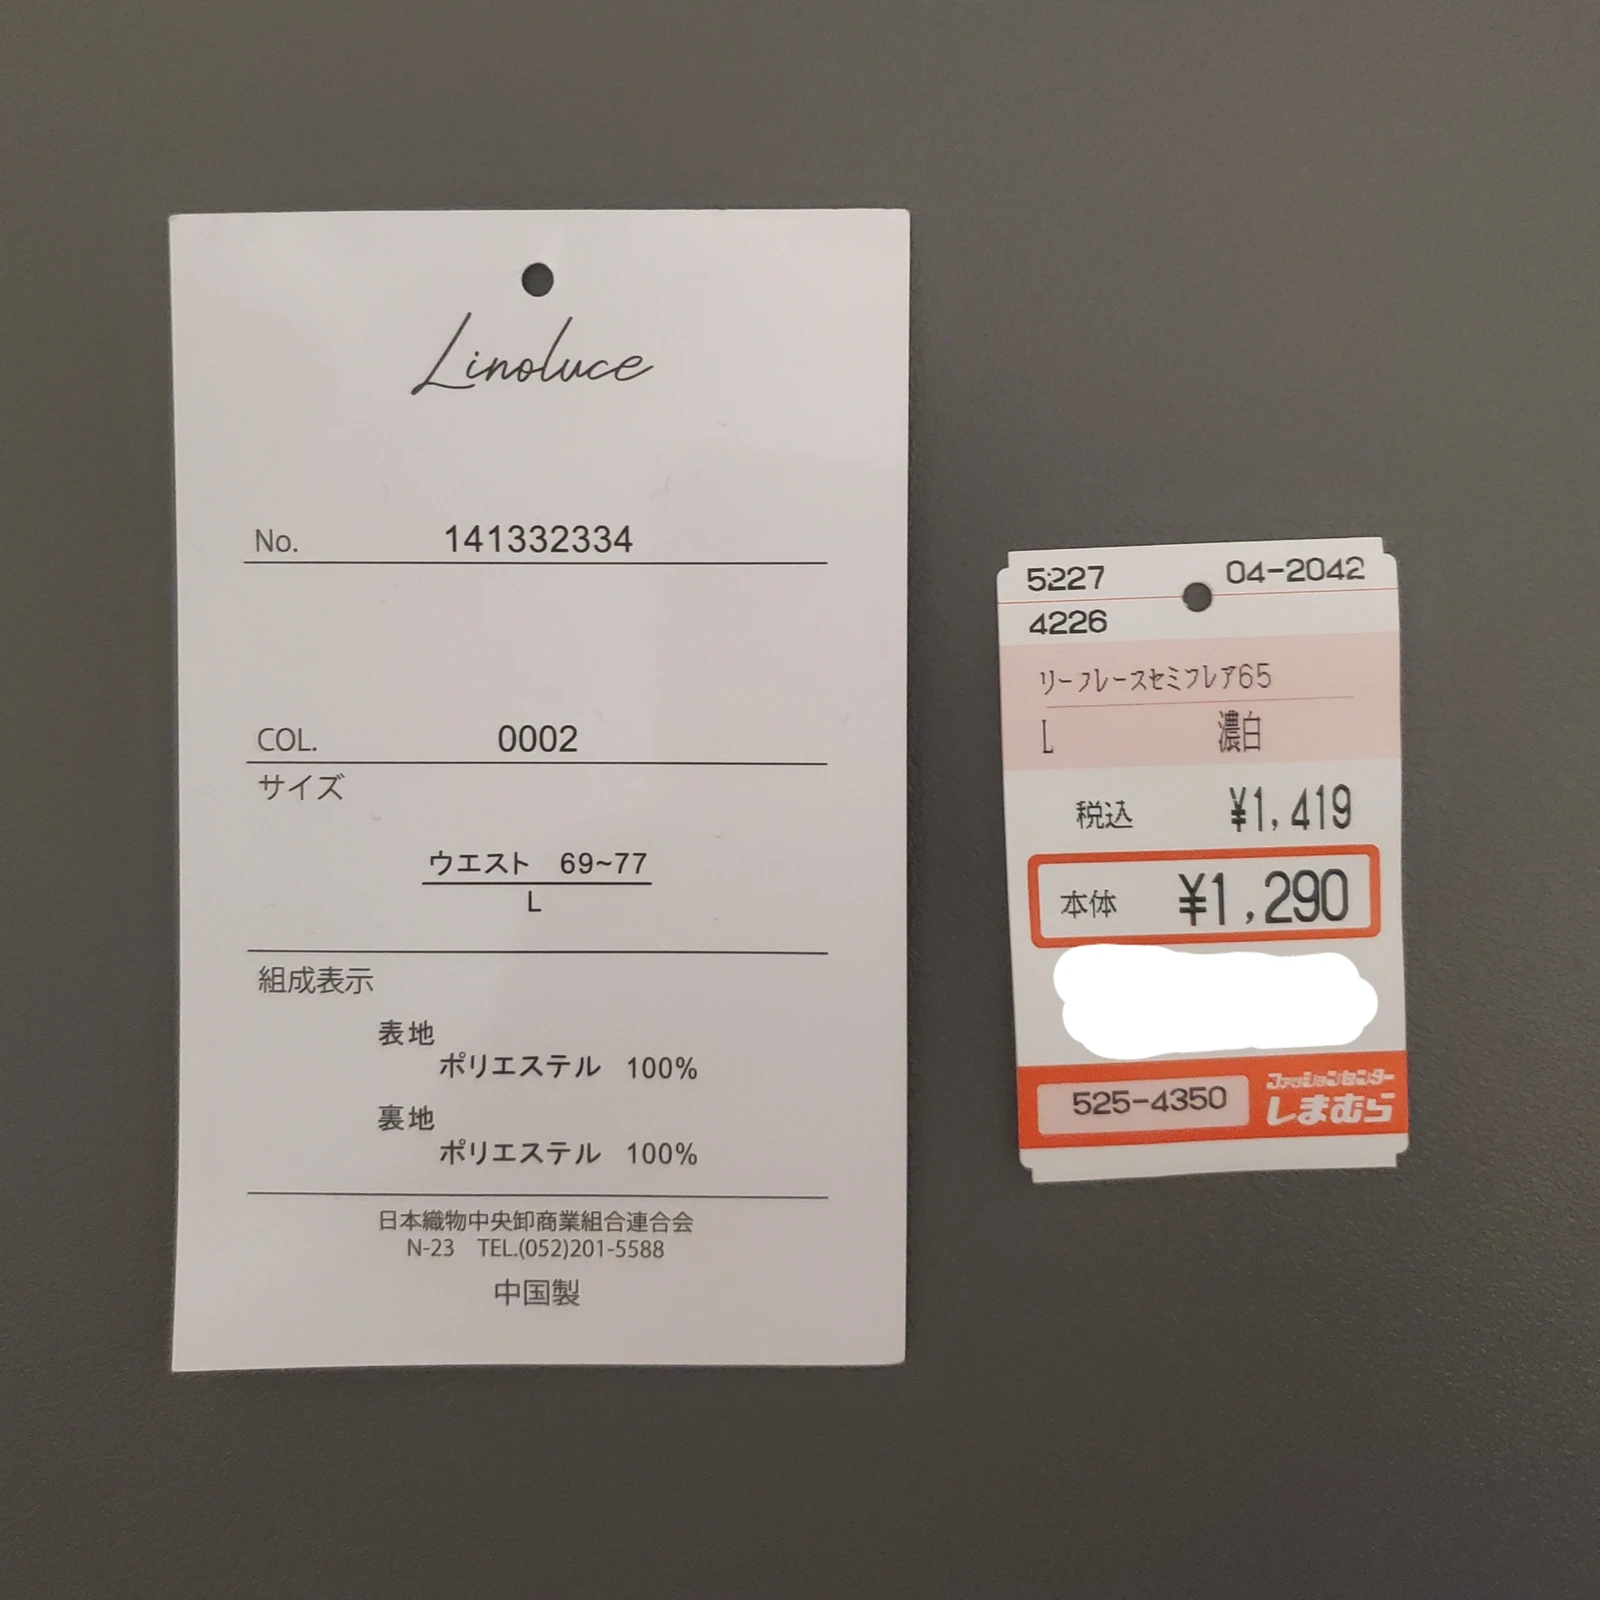 Linoluce
No. 141332334
COL. 0002
サイズ
ウエスト 69~77
L
組成表示
表地
ポリエステル 100%
裏地
ポリエステル 100%
日本織物中央卸商業組合連合会
N-23 TEL.(052)201-5588
中国製
5227 04-2042
4226
リーフレースセミフレア65
L 濃白
税込 ¥1,419
本体 ¥1,290
525-4350 ファッションセンター
しまむら